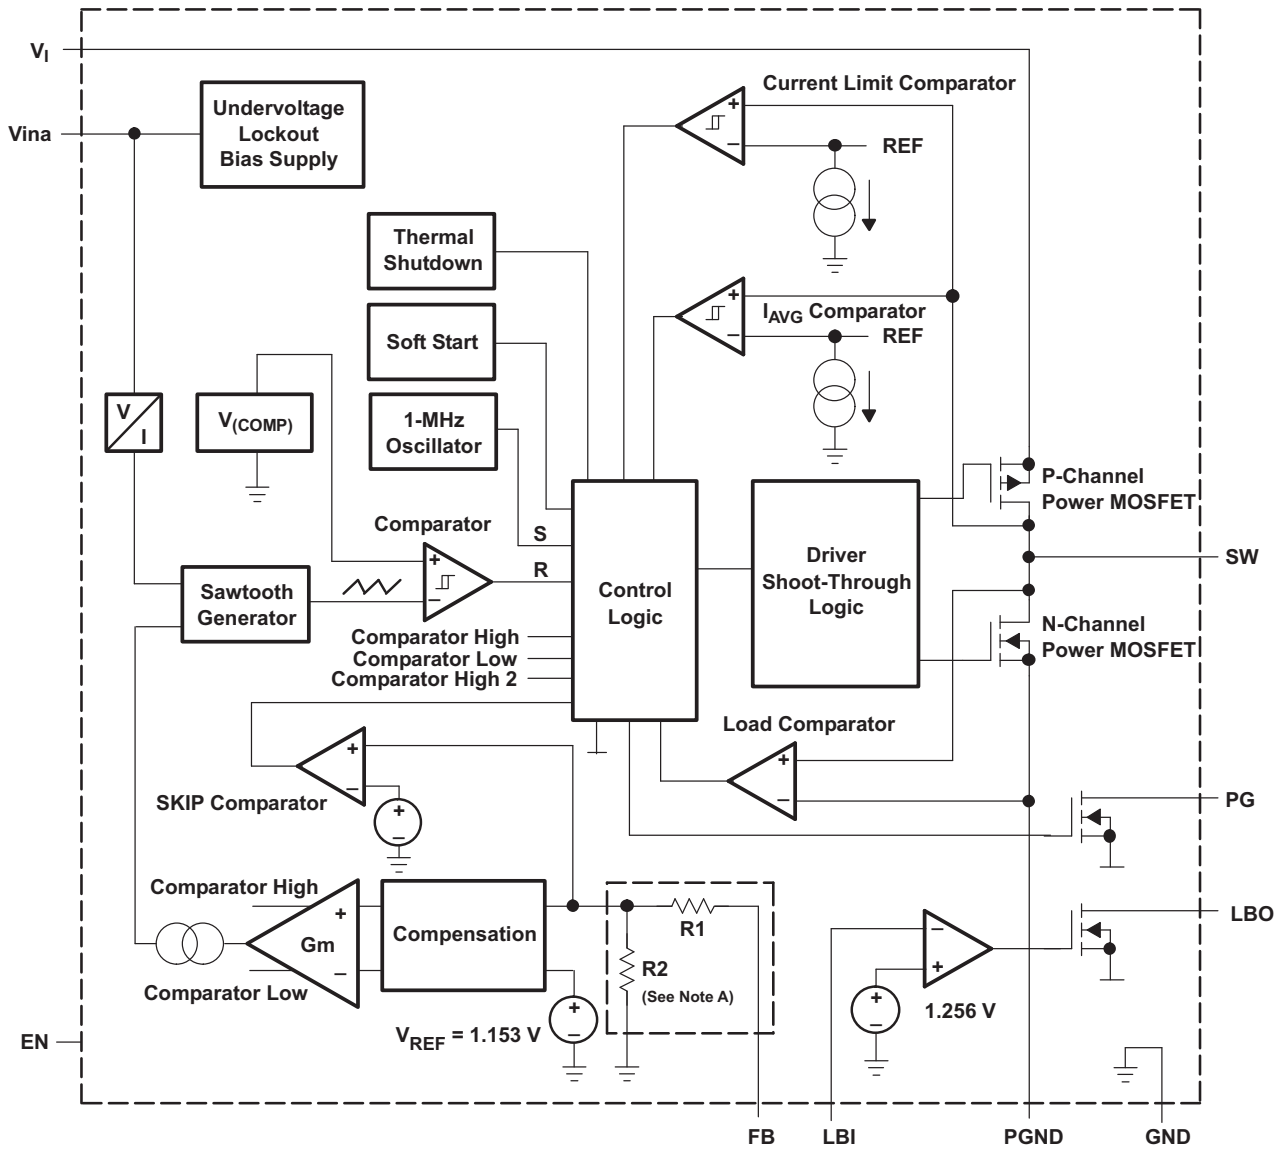 V_I
Current Limit Comparator
Undervoltage
Lockout
Bias Supply
Vina
+
−
REF
Thermal
Shutdown
+
−
I_AVG Comparator
REF
Soft Start
V
I
V(COMP)
1-MHz
Oscillator
P-Channel
Power MOSFET
Comparator
S
R
+
−
Sawtooth
Generator
Control
Logic
Driver
Shoot-Through
Logic
SW
N-Channel
Power MOSFET
Comparator High
Comparator Low
Comparator High 2
Load Comparator
+
−
+
−
SKIP Comparator
+
−
PG
Comparator High
Gm
+
−
Comparator Low
Compensation
R1
R2
(See Note A)
V_REF = 1.153 V
+
−
−
+
+
−
1.256 V
LBO
EN
FB
LBI
PGND
GND